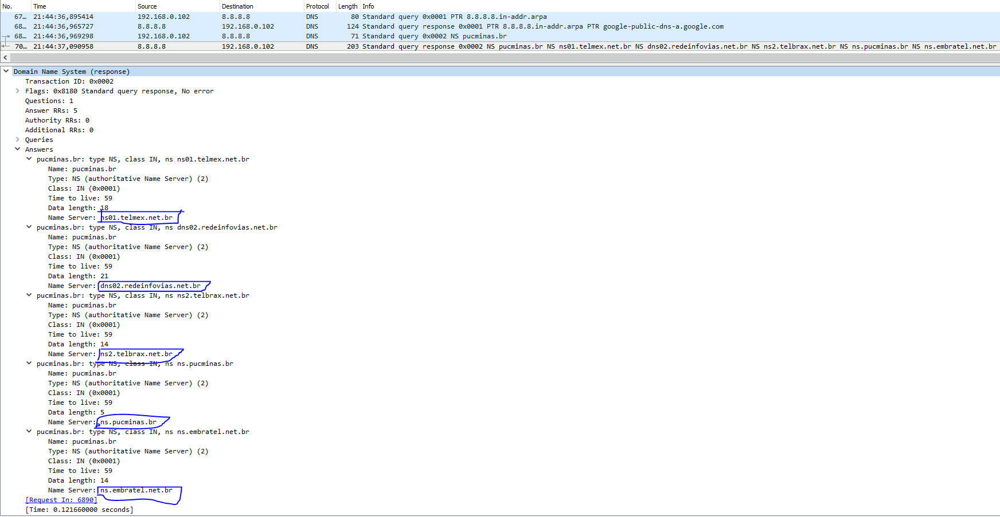 No. Time Source Destination Protocol Length Info
67… 21:44:36,895414 192.168.0.102 8.8.8.8 DNS 80 Standard query 0x0001 PTR 8.8.8.8.in-addr.arpa
68… 21:44:36,965727 8.8.8.8 192.168.0.102 DNS 124 Standard query response 0x0001 PTR 8.8.8.8.in-addr.arpa PTR google-public-dns-a.google.com
68… 21:44:36,969298 192.168.0.102 8.8.8.8 DNS 71 Standard query 0x0002 NS pucminas.br
70… 21:44:37,090958 8.8.8.8 192.168.0.102 DNS 203 Standard query response 0x0002 NS pucminas.br NS ns01.telmex.net.br NS dns02.redeinfovias.net.br NS ns2.telbrax.net.br NS ns.pucminas.br NS ns.embratel.net.br
Domain Name System (response)
Transaction ID: 0x0002
Flags: 0x8180 Standard query response, No error
Questions: 1
Answer RRs: 5
Authority RRs: 0
Additional RRs: 0
Queries
Answers
pucminas.br: type NS, class IN, ns ns01.telmex.net.br
Name: pucminas.br
Type: NS (authoritative Name Server) (2)
Class: IN (0x0001)
Time to live: 59
Data length: 18
Name Server: ns01.telmex.net.br
pucminas.br: type NS, class IN, ns dns02.redeinfovias.net.br
Name: pucminas.br
Type: NS (authoritative Name Server) (2)
Class: IN (0x0001)
Time to live: 59
Data length: 21
Name Server: dns02.redeinfovias.net.br
pucminas.br: type NS, class IN, ns ns2.telbrax.net.br
Name: pucminas.br
Type: NS (authoritative Name Server) (2)
Class: IN (0x0001)
Time to live: 59
Data length: 14
Name Server: ns2.telbrax.net.br
pucminas.br: type NS, class IN, ns ns.pucminas.br
Name: pucminas.br
Type: NS (authoritative Name Server) (2)
Class: IN (0x0001)
Time to live: 59
Data length: 5
Name Server: ns.pucminas.br
pucminas.br: type NS, class IN, ns ns.embratel.net.br
Name: pucminas.br
Type: NS (authoritative Name Server) (2)
Class: IN (0x0001)
Time to live: 59
Data length: 14
Name Server: ns.embratel.net.br
[Request In: 6890]
[Time: 0.121660000 seconds]